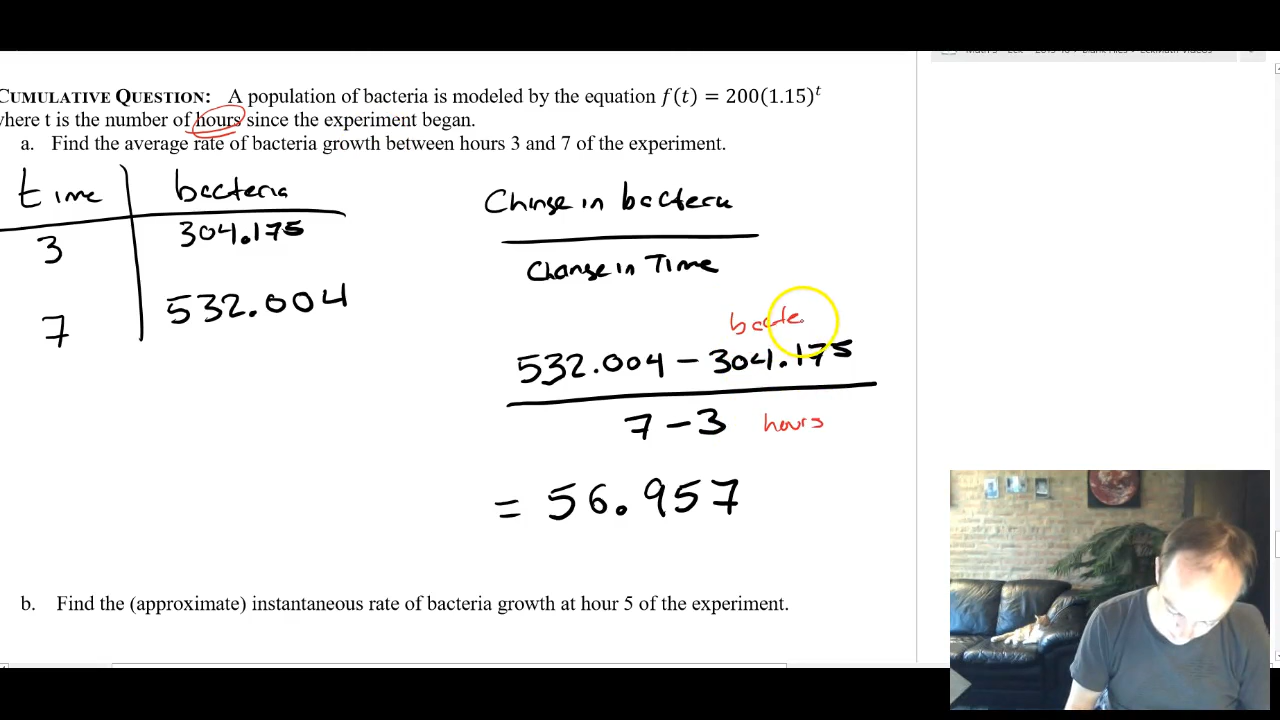 CUMULATIVE QUESTION: A population of bacteria is modeled by the equation f(t) = 200(1.15)^t
where t is the number of hours since the experiment began.
a. Find the average rate of bacteria growth between hours 3 and 7 of the experiment.
time bacteria
3 304.175
7 532.004
Change in bacteria
Change in Time
bacte
532.004 – 304.175
7 – 3 hours
= 56.957
b. Find the (approximate) instantaneous rate of bacteria growth at hour 5 of the experiment.